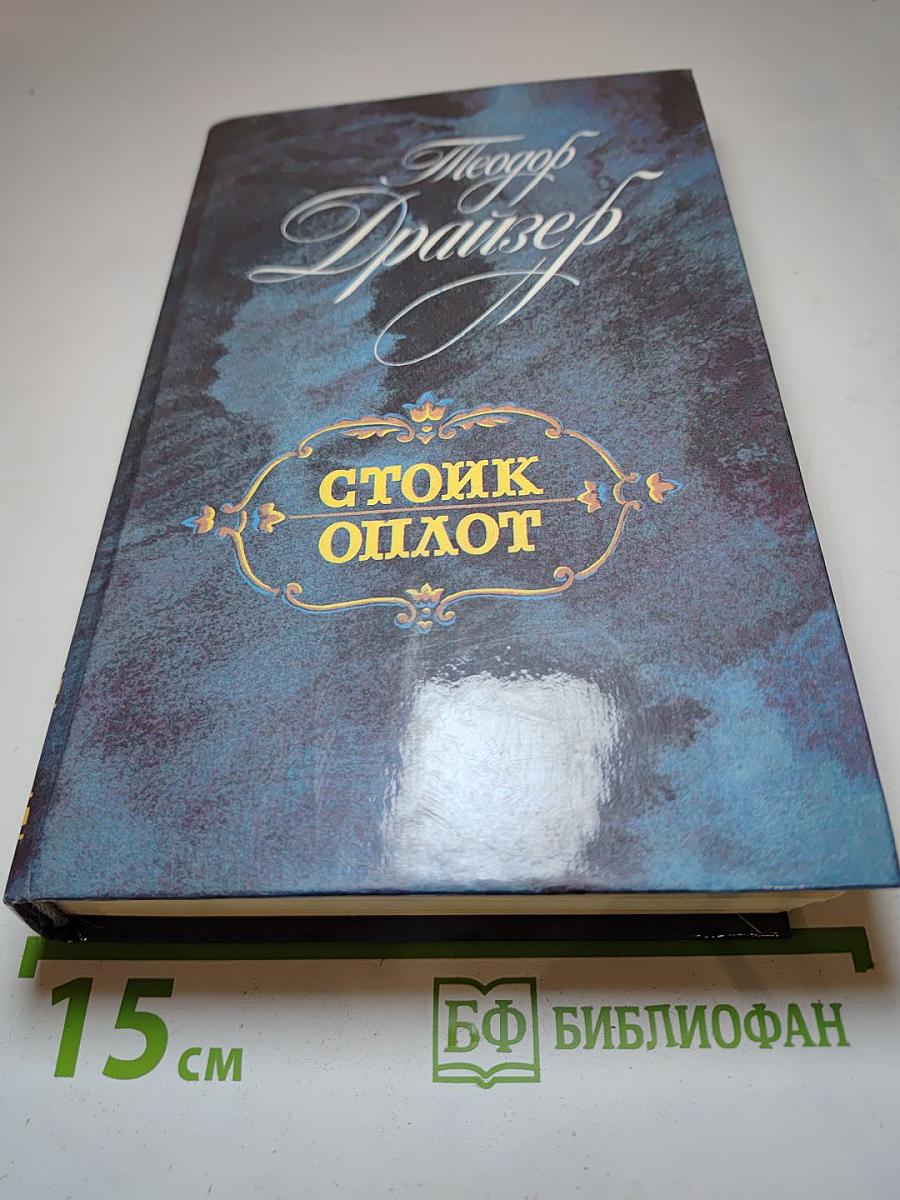 Теодор
Драйзер
СТОИК
ОПЛОТ
15 см
БФ БИБЛИОФАН